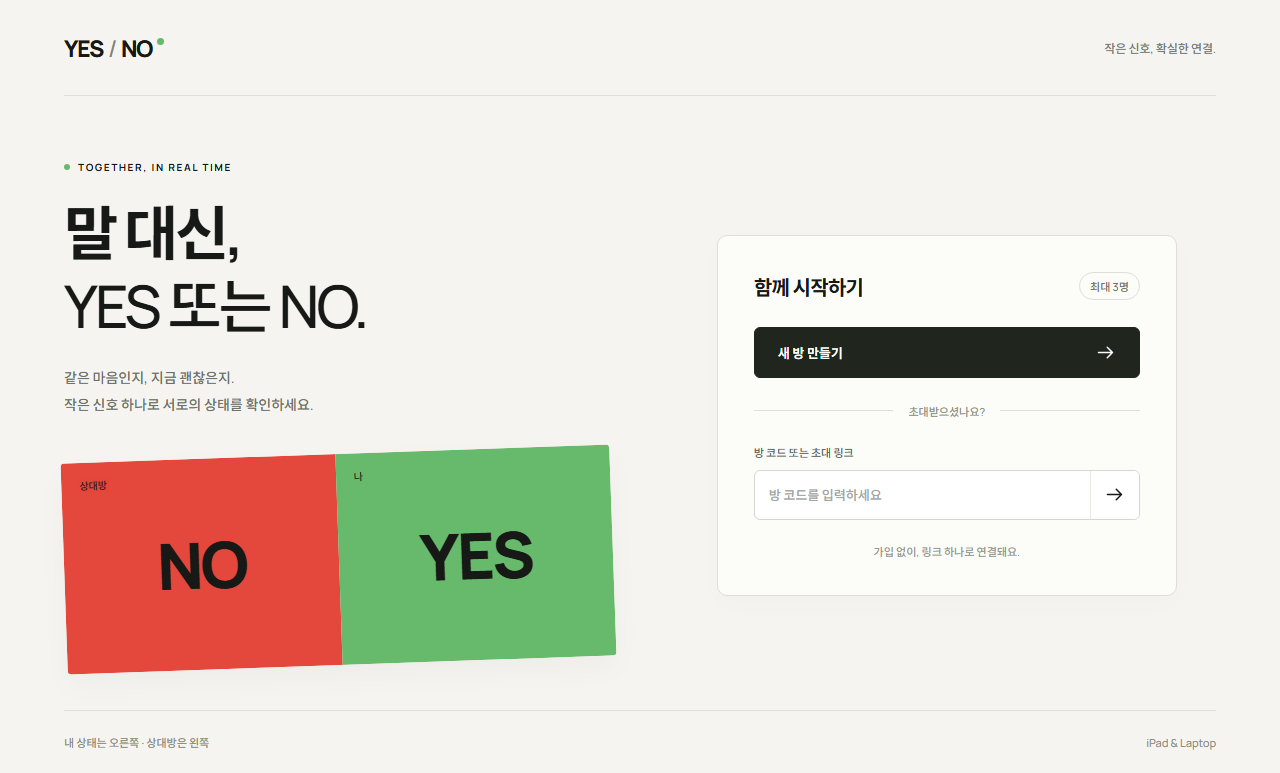 YES / NO
작은 신호, 확실한 연결.
TOGETHER, IN REAL TIME
말 대신,
YES 또는 NO.
같은 마음인지, 지금 괜찮은지.
작은 신호 하나로 서로의 상태를 확인하세요.
상대방
NO
나
YES
함께 시작하기
최대 3명
새 방 만들기
초대받으셨나요?
방 코드 또는 초대 링크
방 코드를 입력하세요
가입 없이, 링크 하나로 연결돼요.
내 상태는 오른쪽 · 상대방은 왼쪽
iPad & Laptop